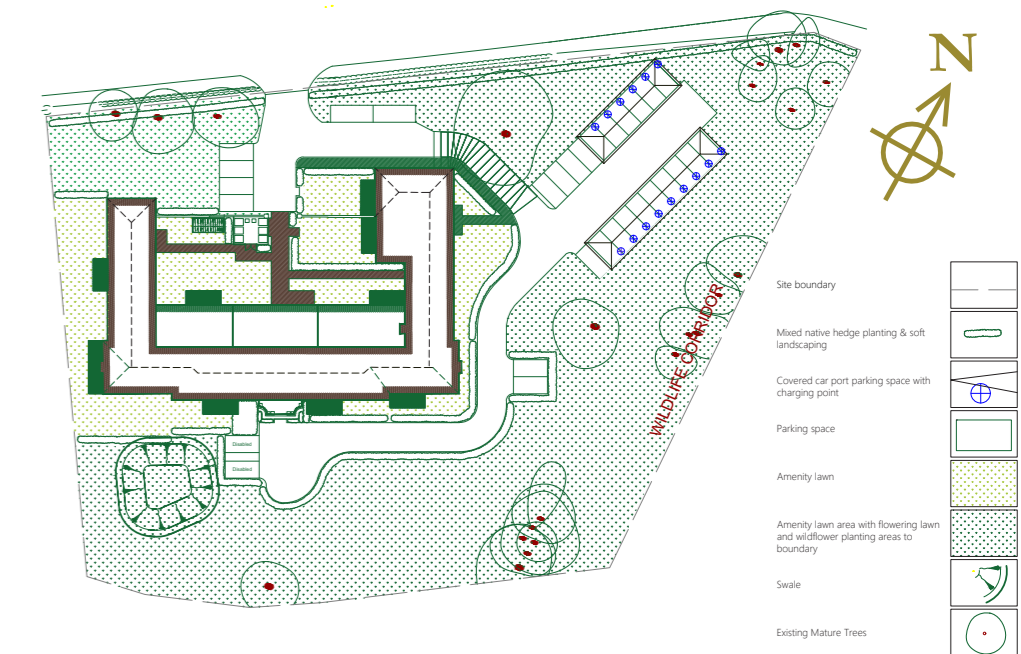 N
Disabled
Disabled
WILDLIFE CORRIDOR
Site boundary
Mixed native hedge planting & soft
landscaping
Covered car port parking space with
charging point
Parking space
Amenity lawn
Amenity lawn area with flowering lawn
and wildflower planting areas to
boundary
Swale
Existing Mature Trees